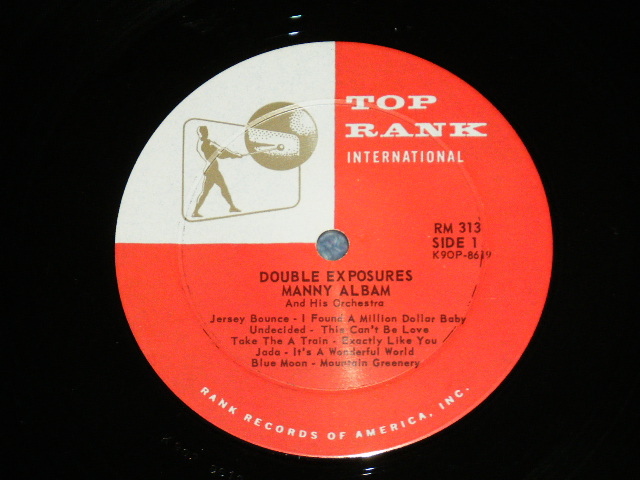 TOP
RANK
INTERNATIONAL
RM 313
SIDE 1
K9OP-8619
DOUBLE EXPOSURES
MANNY ALBAM
And His Orchestra
Jersey Bounce - I Found A Million Dollar Baby
Undecided - This Can't Be Love
Take The A Train - Exactly Like You
Jada - It's A Wonderful World
Blue Moon - Mountain Greenery
RANK RECORDS OF AMERICA, INC.